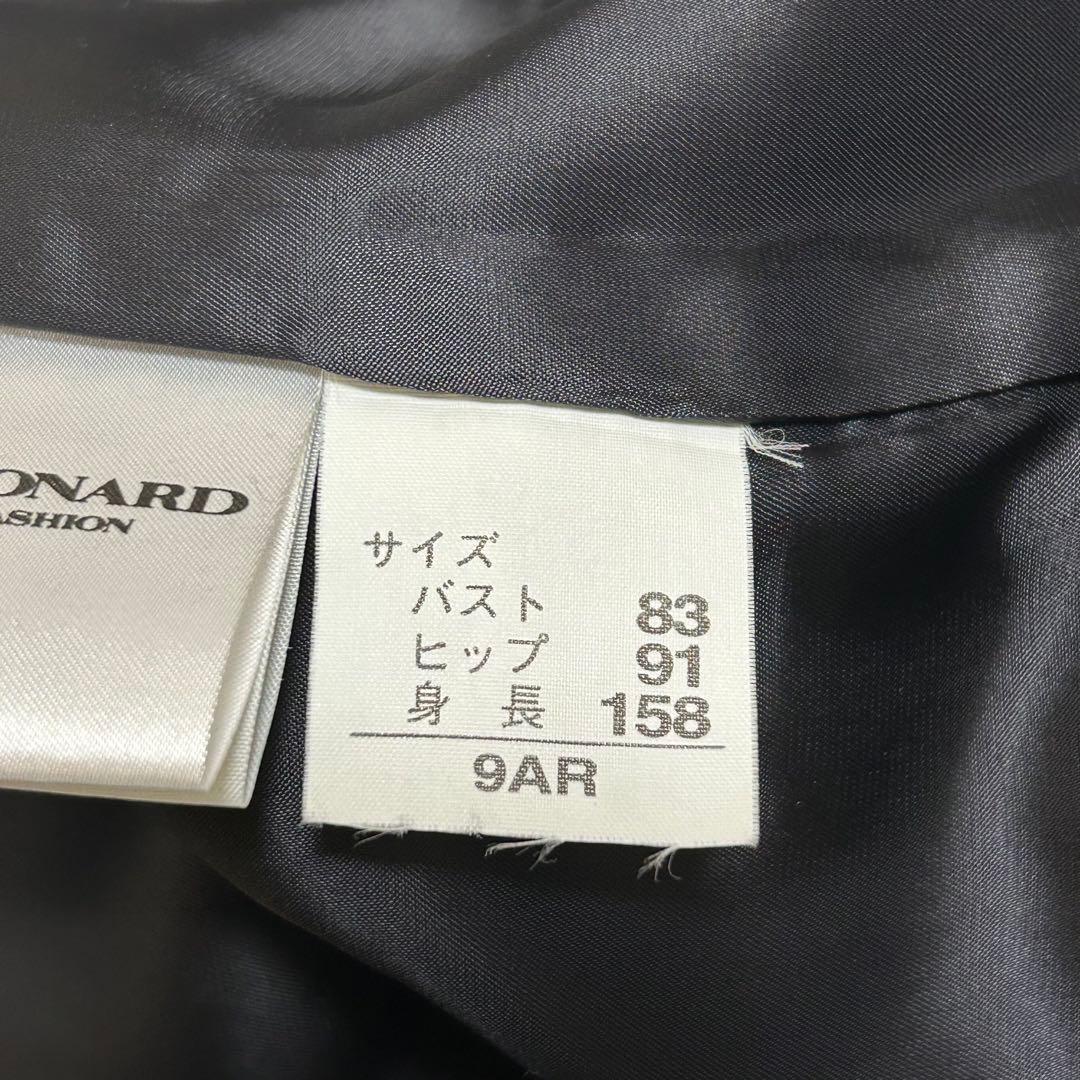 ONARD
ASHION
サイズ
バスト 83
ヒップ 91
身長 158
9AR